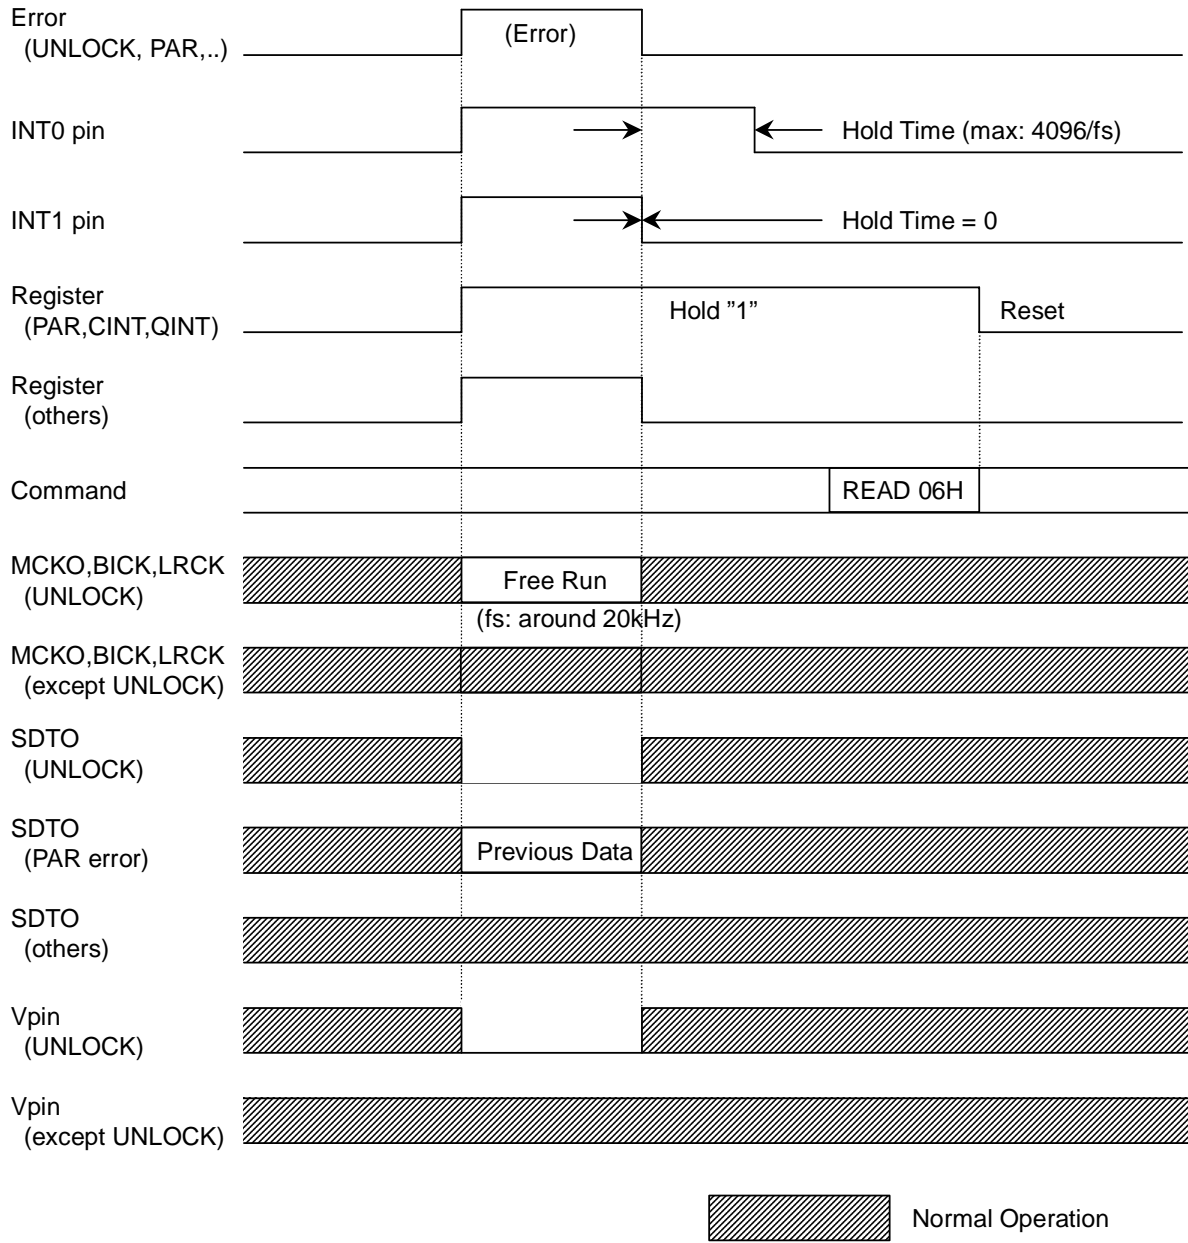 Error
(UNLOCK, PAR,..)
(Error)
INT0 pin
Hold Time (max: 4096/fs)
INT1 pin
Hold Time = 0
Register
(PAR,CINT,QINT)
Hold ”1”
Reset
Register
(others)
Command
READ 06H
MCKO,BICK,LRCK
(UNLOCK)
Free Run
(fs: around 20kHz)
MCKO,BICK,LRCK
(except UNLOCK)
SDTO
(UNLOCK)
SDTO
(PAR error)
Previous Data
SDTO
(others)
Vpin
(UNLOCK)
Vpin
(except UNLOCK)
Normal Operation